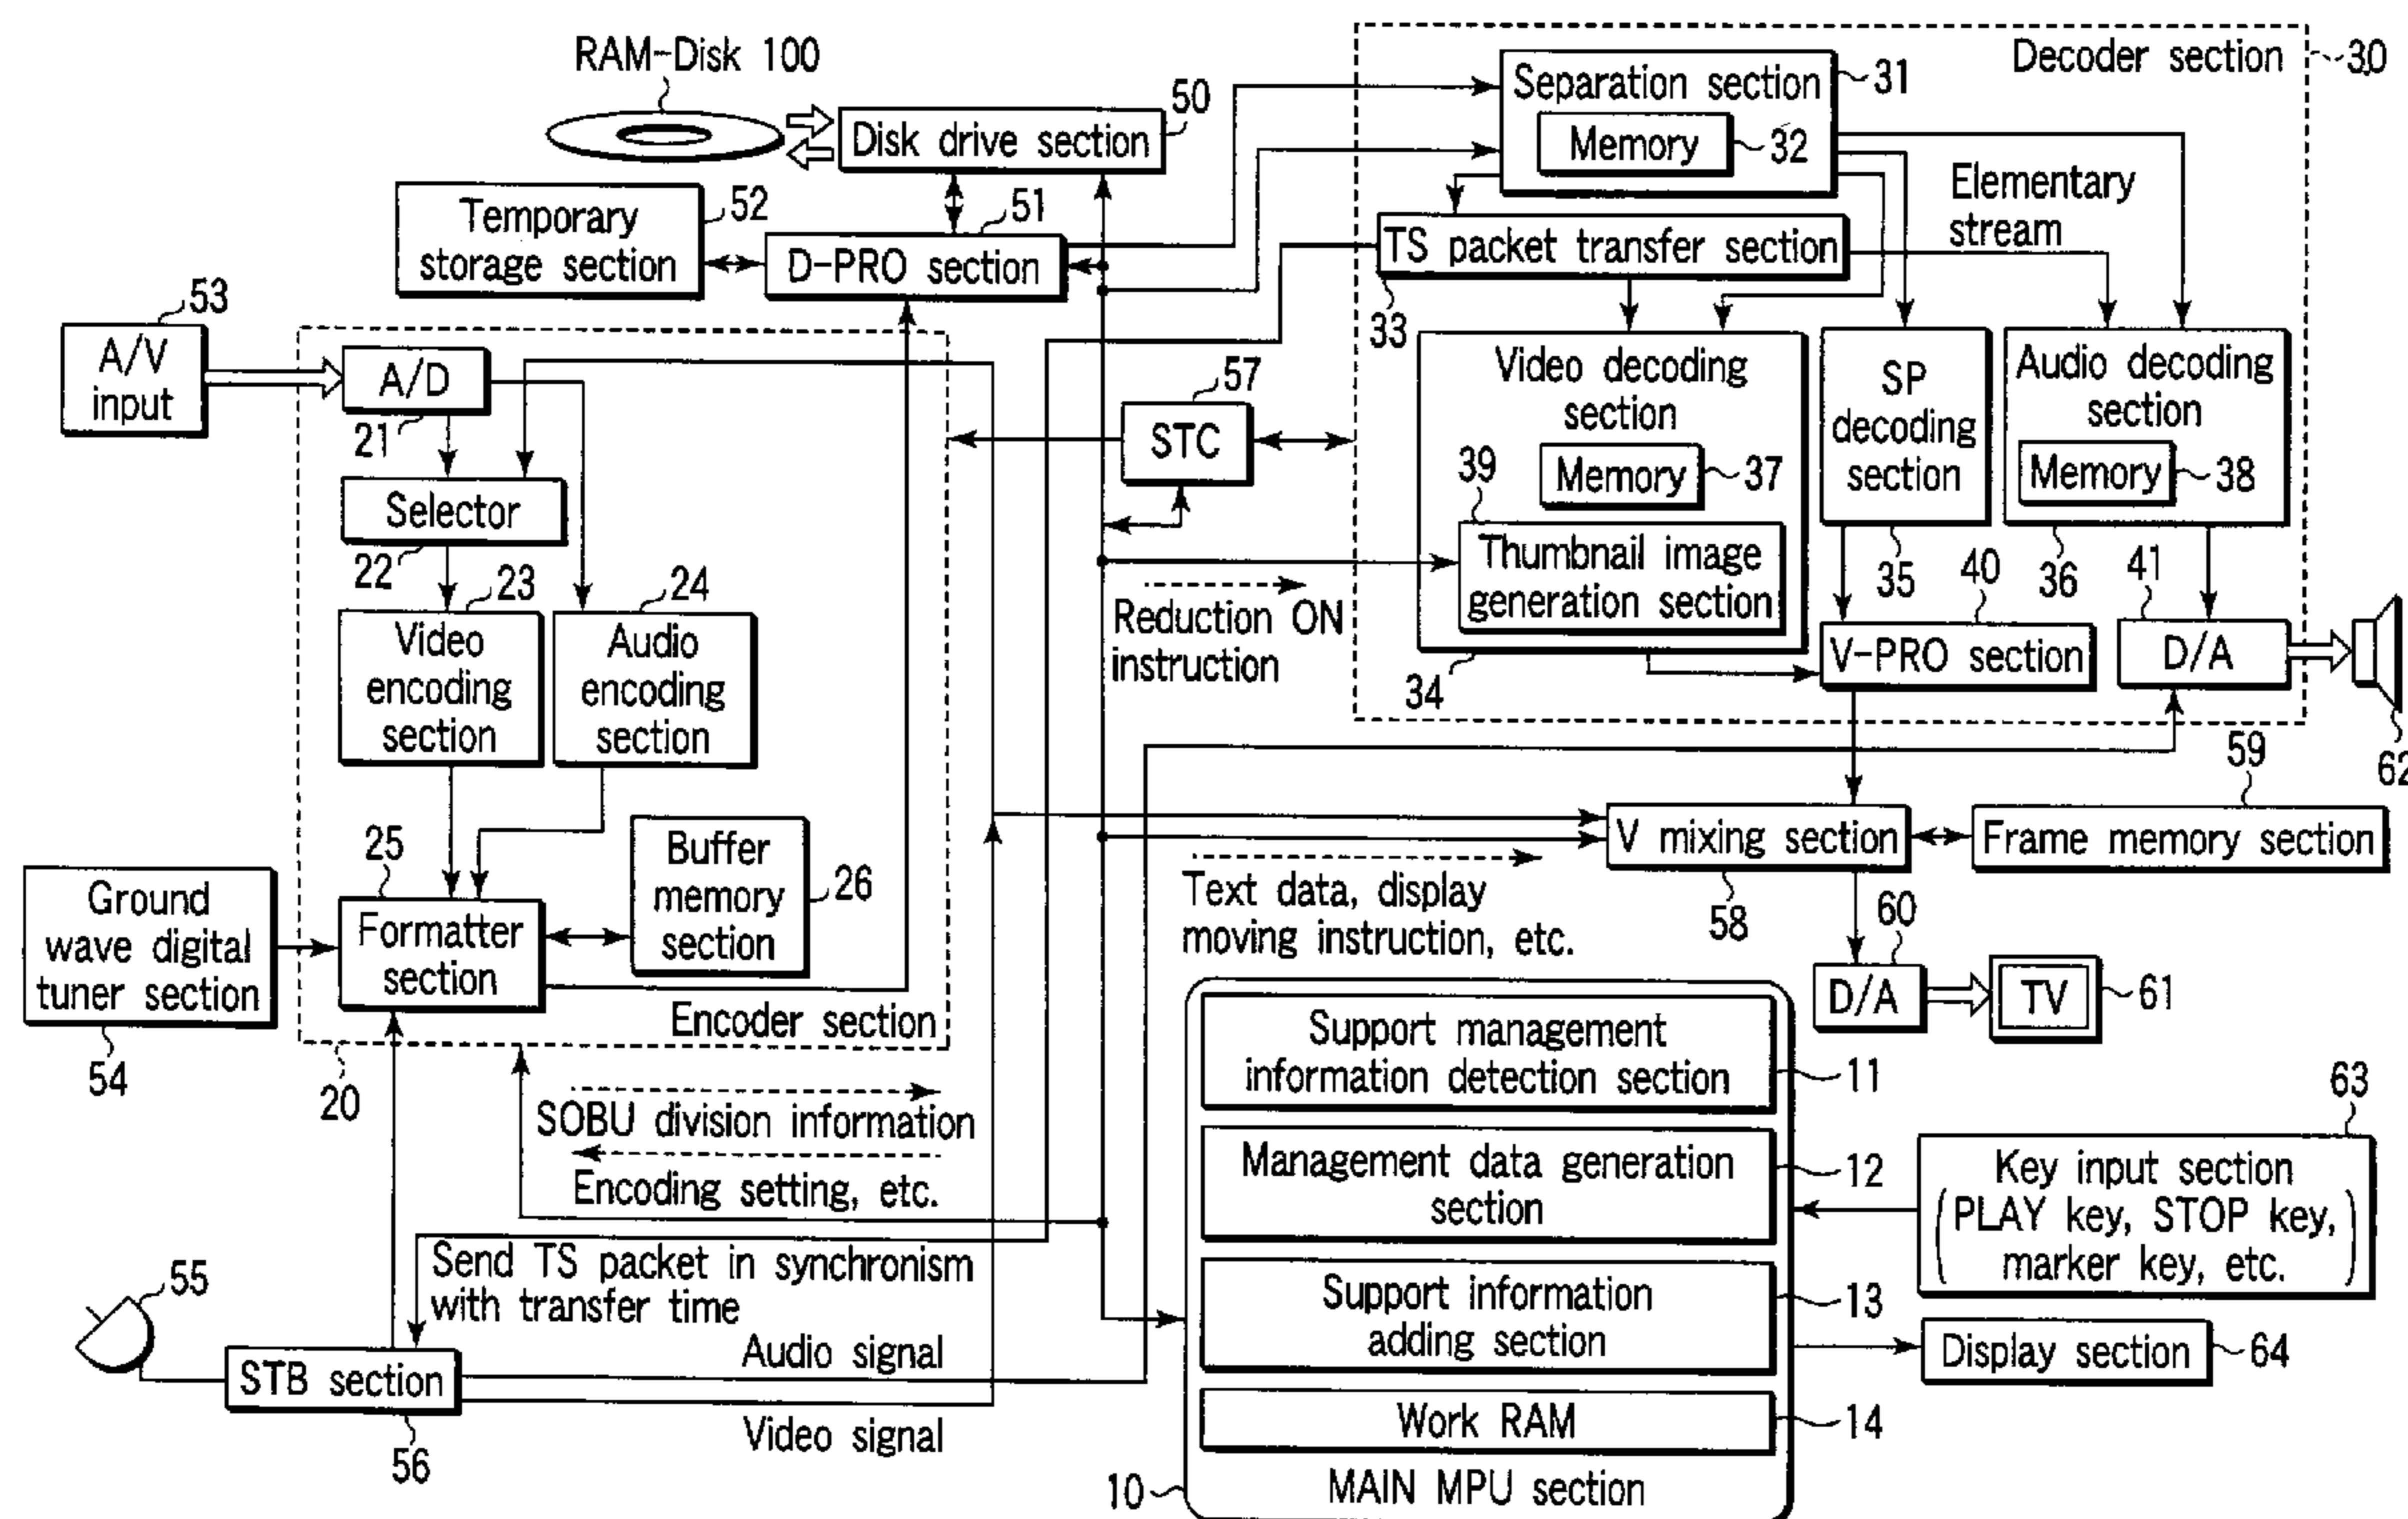 RAM-Disk 100
Disk drive section
50
Temporary
storage section
52
D-PRO section
51
A/V
input
53
A/D
21
Selector
22
Video
encoding
section
23
Audio
encoding
section
24
Formatter
section
25
Buffer
memory
section
26
Encoder section
20
Ground
wave digital
tuner section
54
SOBU division information
Encoding setting, etc.
Send TS packet in synchronism
with transfer time
55
STB section
56
Audio signal
Video signal
STC
57
Reduction ON
instruction
Decoder section
30
Separation section
31
Memory
32
TS packet transfer section
33
Elementary
stream
Video decoding
section
Memory
37
39
Thumbnail image
generation section
34
SP
decoding
section
35
Audio decoding
section
Memory
38
36
V-PRO section
40
D/A
41
62
V mixing section
58
Frame memory section
59
Text data, display
moving instruction, etc.
D/A
60
TV
61
Support management
information detection section
11
Management data generation
section
12
Support information
adding section
13
Work RAM
14
MAIN MPU section
10
63
Key input section
(PLAY key, STOP key,
marker key, etc.)
Display section
64